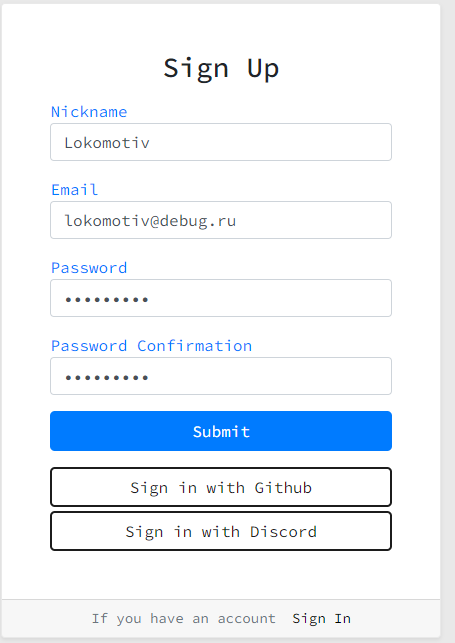 Sign Up
Nickname
Lokomotiv
Email
lokomotiv@debug.ru
Password
•••••••••
Password Confirmation
•••••••••
Submit
Sign in with Github
Sign in with Discord
If you have an account Sign In